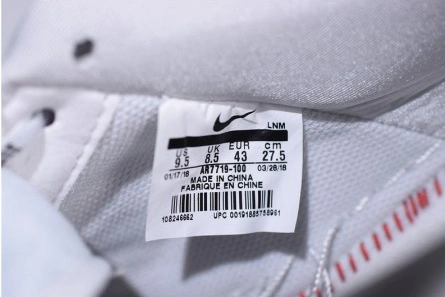 LNM
US UK EUR cm
9.5 8.5 43 27.5
01/17/18 AR7719-100 03/28/18
MADE IN CHINA
FABRIQUE EN CHINE
108246662 UPC 00191885758961